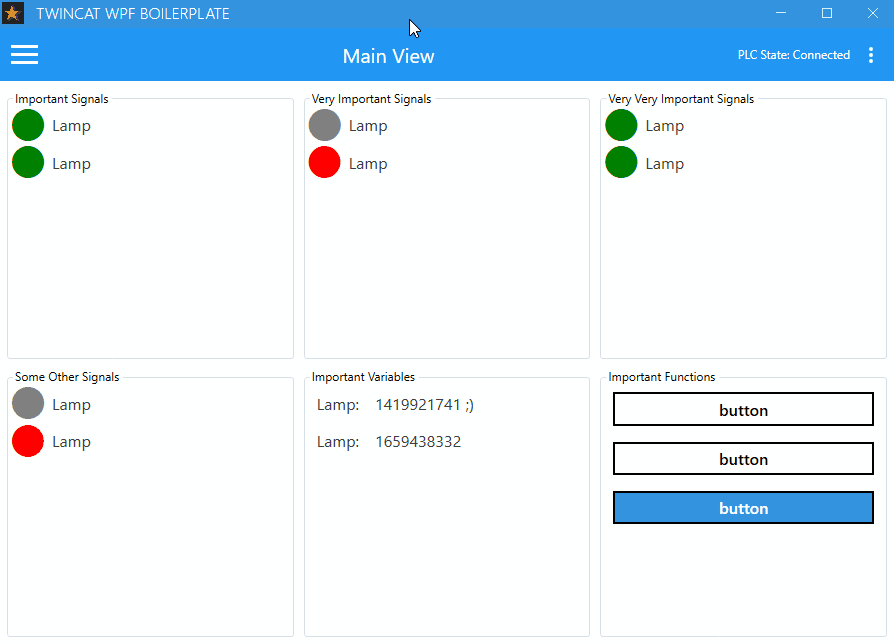 TWINCAT WPF BOILERPLATE
Main View
PLC State: Connected
Important Signals
Lamp
Lamp
Very Important Signals
Lamp
Lamp
Very Very Important Signals
Lamp
Lamp
Some Other Signals
Lamp
Lamp
Important Variables
Lamp: 1419921741 ;)
Lamp: 1659438332
Important Functions
button
button
button